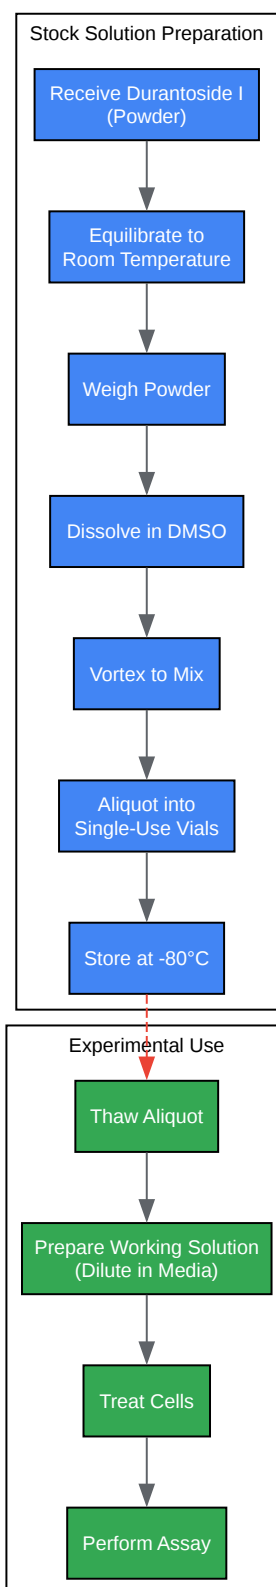 Stock Solution Preparation
Receive Durantoside I
(Powder)
Equilibrate to
Room Temperature
Weigh Powder
Dissolve in DMSO
Vortex to Mix
Aliquot into
Single-Use Vials
Store at -80°C
Experimental Use
Thaw Aliquot
Prepare Working Solution
(Dilute in Media)
Treat Cells
Perform Assay